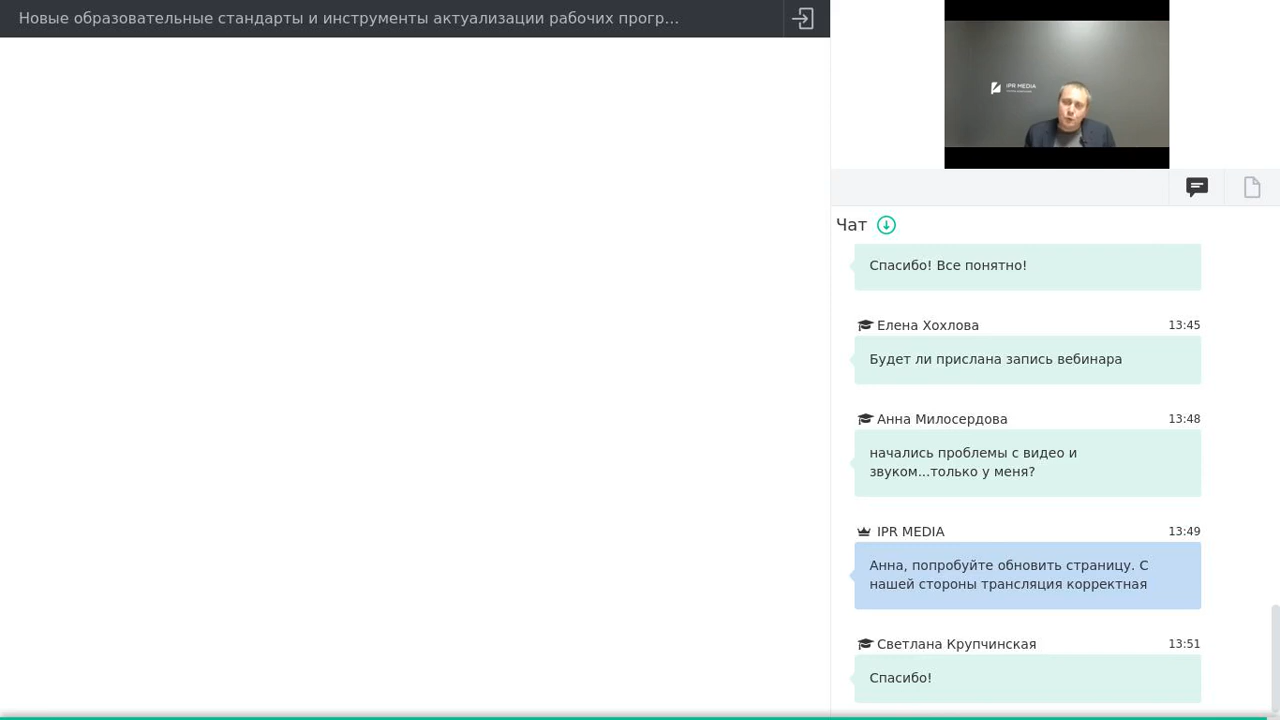 Новые образовательные стандарты и инструменты актуализации рабочих прогр...
IPR MEDIA
Чат
Спасибо! Все понятно!
Елена Хохлова 13:45
Будет ли прислана запись вебинара
Анна Милосердова 13:48
начались проблемы с видео и
звуком...только у меня?
IPR MEDIA 13:49
Анна, попробуйте обновить страницу. С
нашей стороны трансляция корректная
Светлана Крупчинская 13:51
Спасибо!